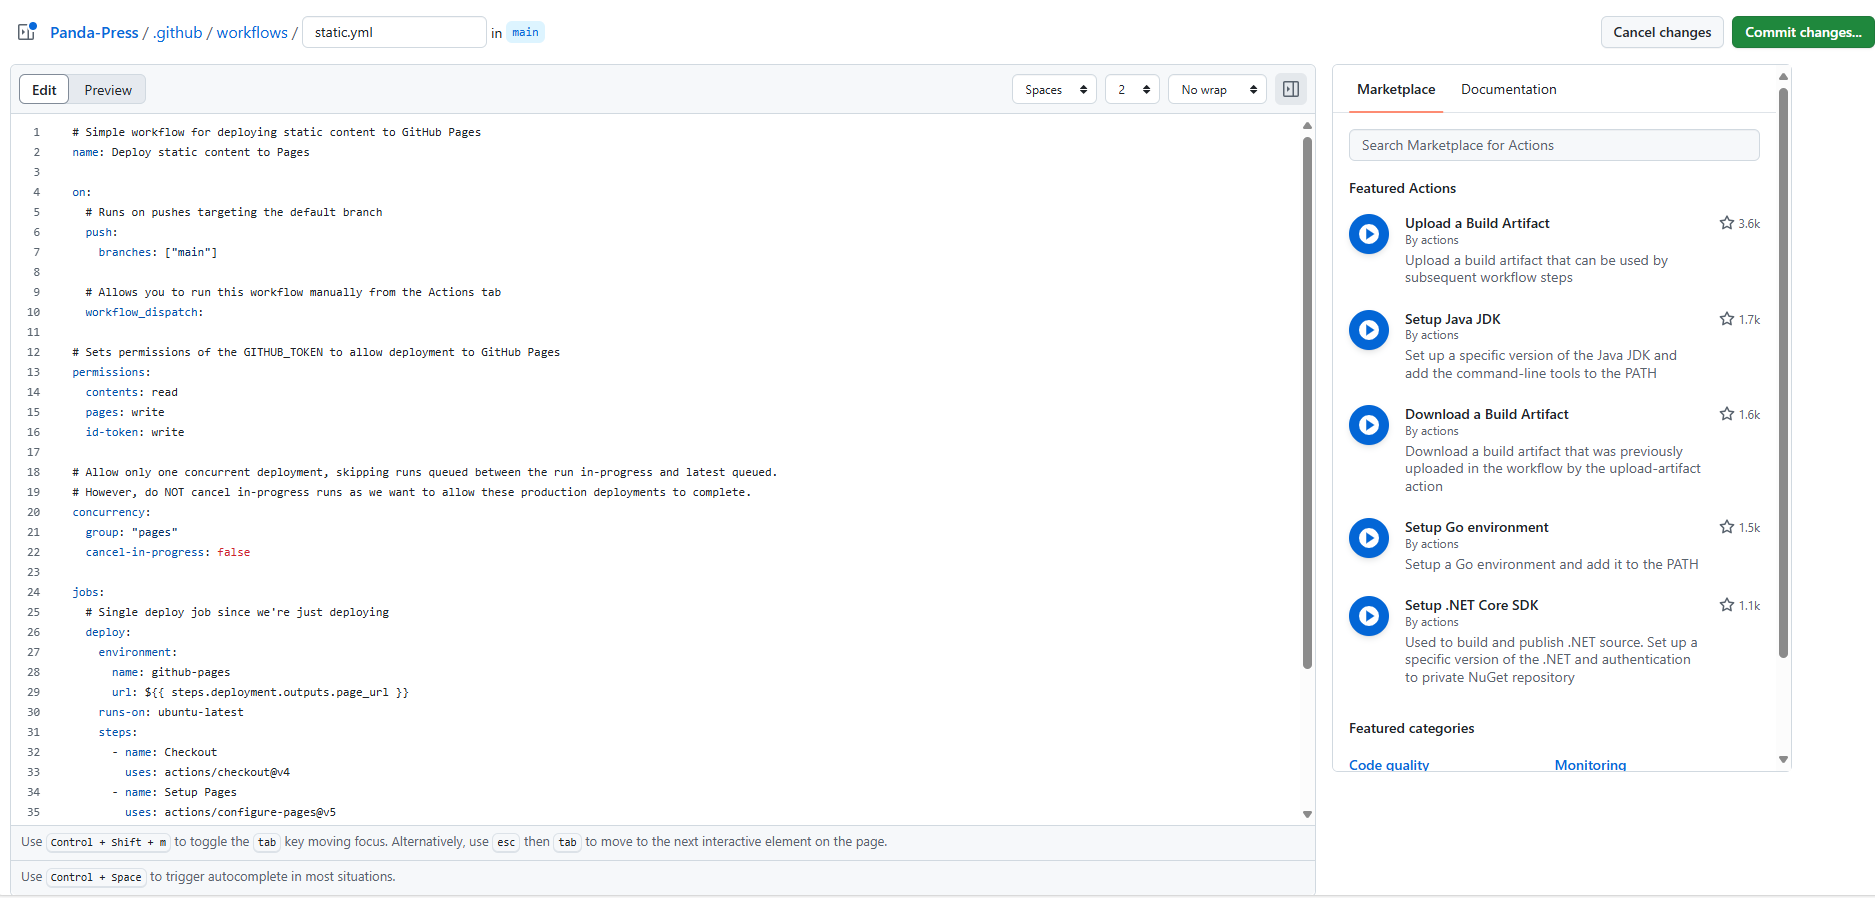 Panda-Press / .github / workflows / static.yml in main
Cancel changes
Commit changes...
Edit
Preview
Spaces
2
No wrap
1 # Simple workflow for deploying static content to GitHub Pages
2 name: Deploy static content to Pages
3
4 on:
5   # Runs on pushes targeting the default branch
6   push:
7     branches: ["main"]
8
9   # Allows you to run this workflow manually from the Actions tab
10   workflow_dispatch:
11
12 # Sets permissions of the GITHUB_TOKEN to allow deployment to GitHub Pages
13 permissions:
14   contents: read
15   pages: write
16   id-token: write
17
18 # Allow only one concurrent deployment, skipping runs queued between the run in-progress and latest queued.
19 # However, do NOT cancel in-progress runs as we want to allow these production deployments to complete.
20 concurrency:
21   group: "pages"
22   cancel-in-progress: false
23
24 jobs:
25   # Single deploy job since we're just deploying
26   deploy:
27     environment:
28       name: github-pages
29       url: ${{ steps.deployment.outputs.page_url }}
30     runs-on: ubuntu-latest
31     steps:
32       - name: Checkout
33         uses: actions/checkout@v4
34       - name: Setup Pages
35         uses: actions/configure-pages@v5
Use Control + Shift + m to toggle the tab key moving focus. Alternatively, use esc then tab to move to the next interactive element on the page.
Use Control + Space to trigger autocomplete in most situations.
Marketplace
Documentation
Search Marketplace for Actions
Featured Actions
Upload a Build Artifact 3.6k
By actions
Upload a build artifact that can be used by
subsequent workflow steps
Setup Java JDK 1.7k
By actions
Set up a specific version of the Java JDK and
add the command-line tools to the PATH
Download a Build Artifact 1.6k
By actions
Download a build artifact that was previously
uploaded in the workflow by the upload-artifact
action
Setup Go environment 1.5k
By actions
Setup a Go environment and add it to the PATH
Setup .NET Core SDK 1.1k
By actions
Used to build and publish .NET source. Set up a
specific version of the .NET and authentication
to private NuGet repository
Featured categories
Code quality
Monitoring